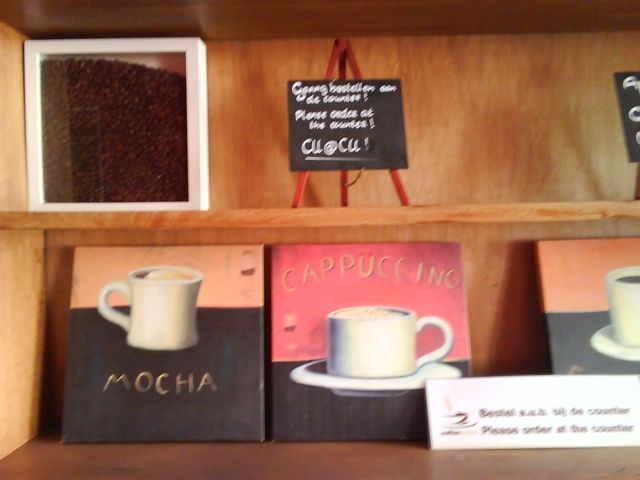 Gaarg bestellen aan
de counter!
Please order at
the counter!!
CU@CU!
CAPPUCCINO
MOCHA
Bestel a.u.b. bij de counter
Please order at the counter